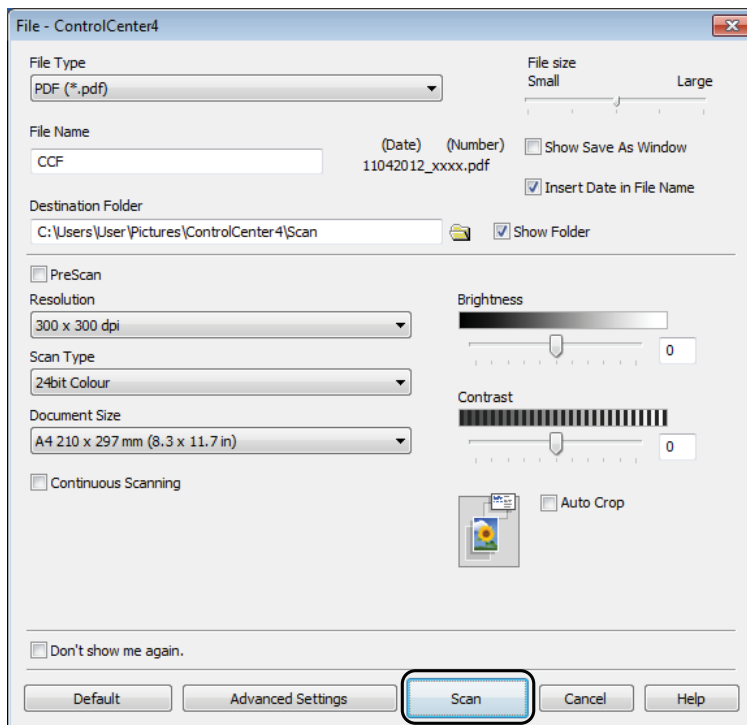 File - ControlCenter4
File Type
PDF (*.pdf)
File size
Small Large
File Name
CCF
(Date) (Number)
11042012_xxxx.pdf
Show Save As Window
Insert Date in File Name
Destination Folder
C:\Users\User\Pictures\ControlCenter4\Scan
Show Folder
PreScan
Resolution
300 x 300 dpi
Scan Type
24bit Colour
Document Size
A4 210 x 297 mm (8.3 x 11.7 in)
Continuous Scanning
Brightness
0
Contrast
0
Auto Crop
Don't show me again.
Default Advanced Settings Scan Cancel Help